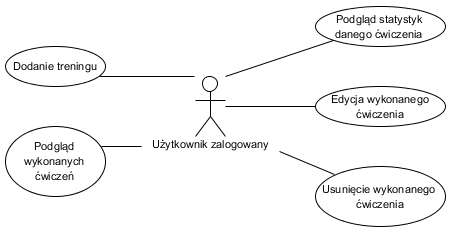 Podgląd statystyk
danego ćwiczenia
Dodanie treningu
Edycja wykonanego
ćwiczenia
Użytkownik zalogowany
Podgląd
wykonanych
ćwiczeń
Usunięcie wykonanego
ćwiczenia